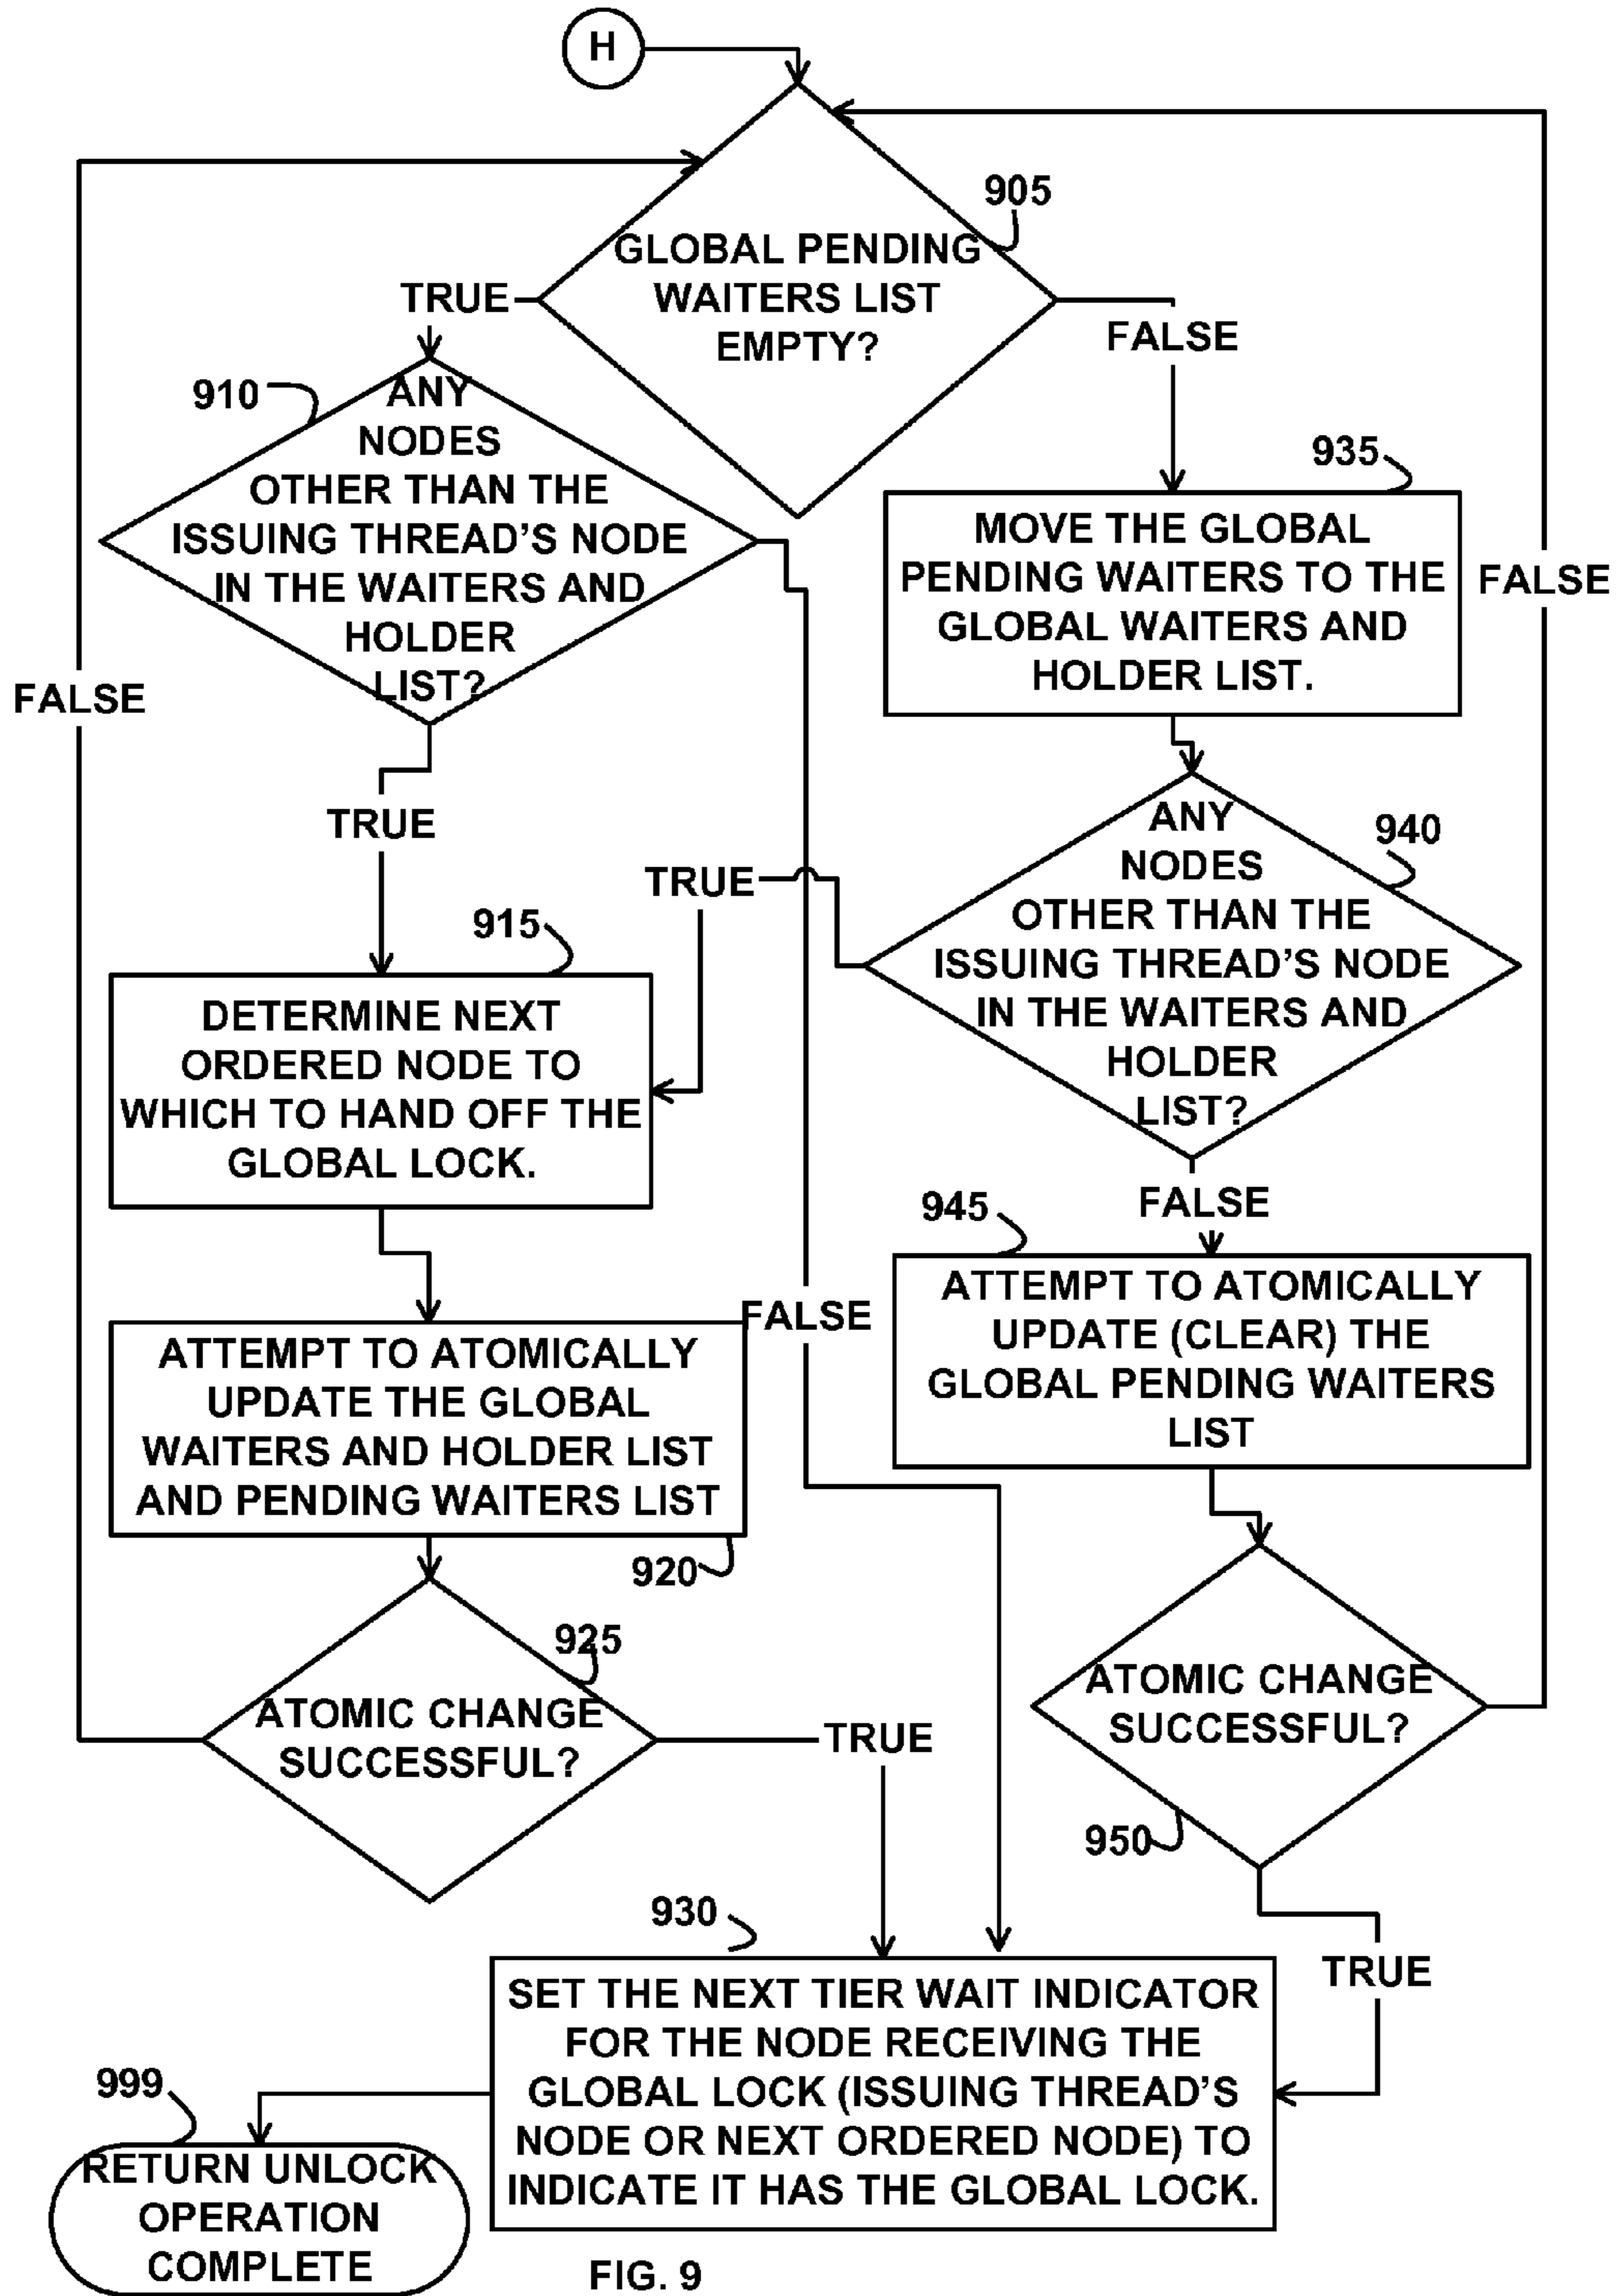 H
905
GLOBAL PENDING
WAITERS LIST
EMPTY?
TRUE
FALSE
910
ANY
NODES
OTHER THAN THE
ISSUING THREAD'S NODE
IN THE WAITERS AND
HOLDER
LIST?
935
MOVE THE GLOBAL
PENDING WAITERS TO THE
GLOBAL WAITERS AND
HOLDER LIST.
FALSE
FALSE
TRUE
940
ANY
NODES
OTHER THAN THE
ISSUING THREAD'S NODE
IN THE WAITERS AND
HOLDER
LIST?
TRUE
915
DETERMINE NEXT
ORDERED NODE TO
WHICH TO HAND OFF THE
GLOBAL LOCK.
FALSE
945
ATTEMPT TO ATOMICALLY
UPDATE (CLEAR) THE
GLOBAL PENDING WAITERS
LIST
FALSE
ATTEMPT TO ATOMICALLY
UPDATE THE GLOBAL
WAITERS AND HOLDER LIST
AND PENDING WAITERS LIST
920
925
ATOMIC CHANGE
SUCCESSFUL?
TRUE
ATOMIC CHANGE
SUCCESSFUL?
950
TRUE
930
SET THE NEXT TIER WAIT INDICATOR
FOR THE NODE RECEIVING THE
GLOBAL LOCK (ISSUING THREAD'S
NODE OR NEXT ORDERED NODE) TO
INDICATE IT HAS THE GLOBAL LOCK.
999
RETURN UNLOCK
OPERATION
COMPLETE
FIG. 9